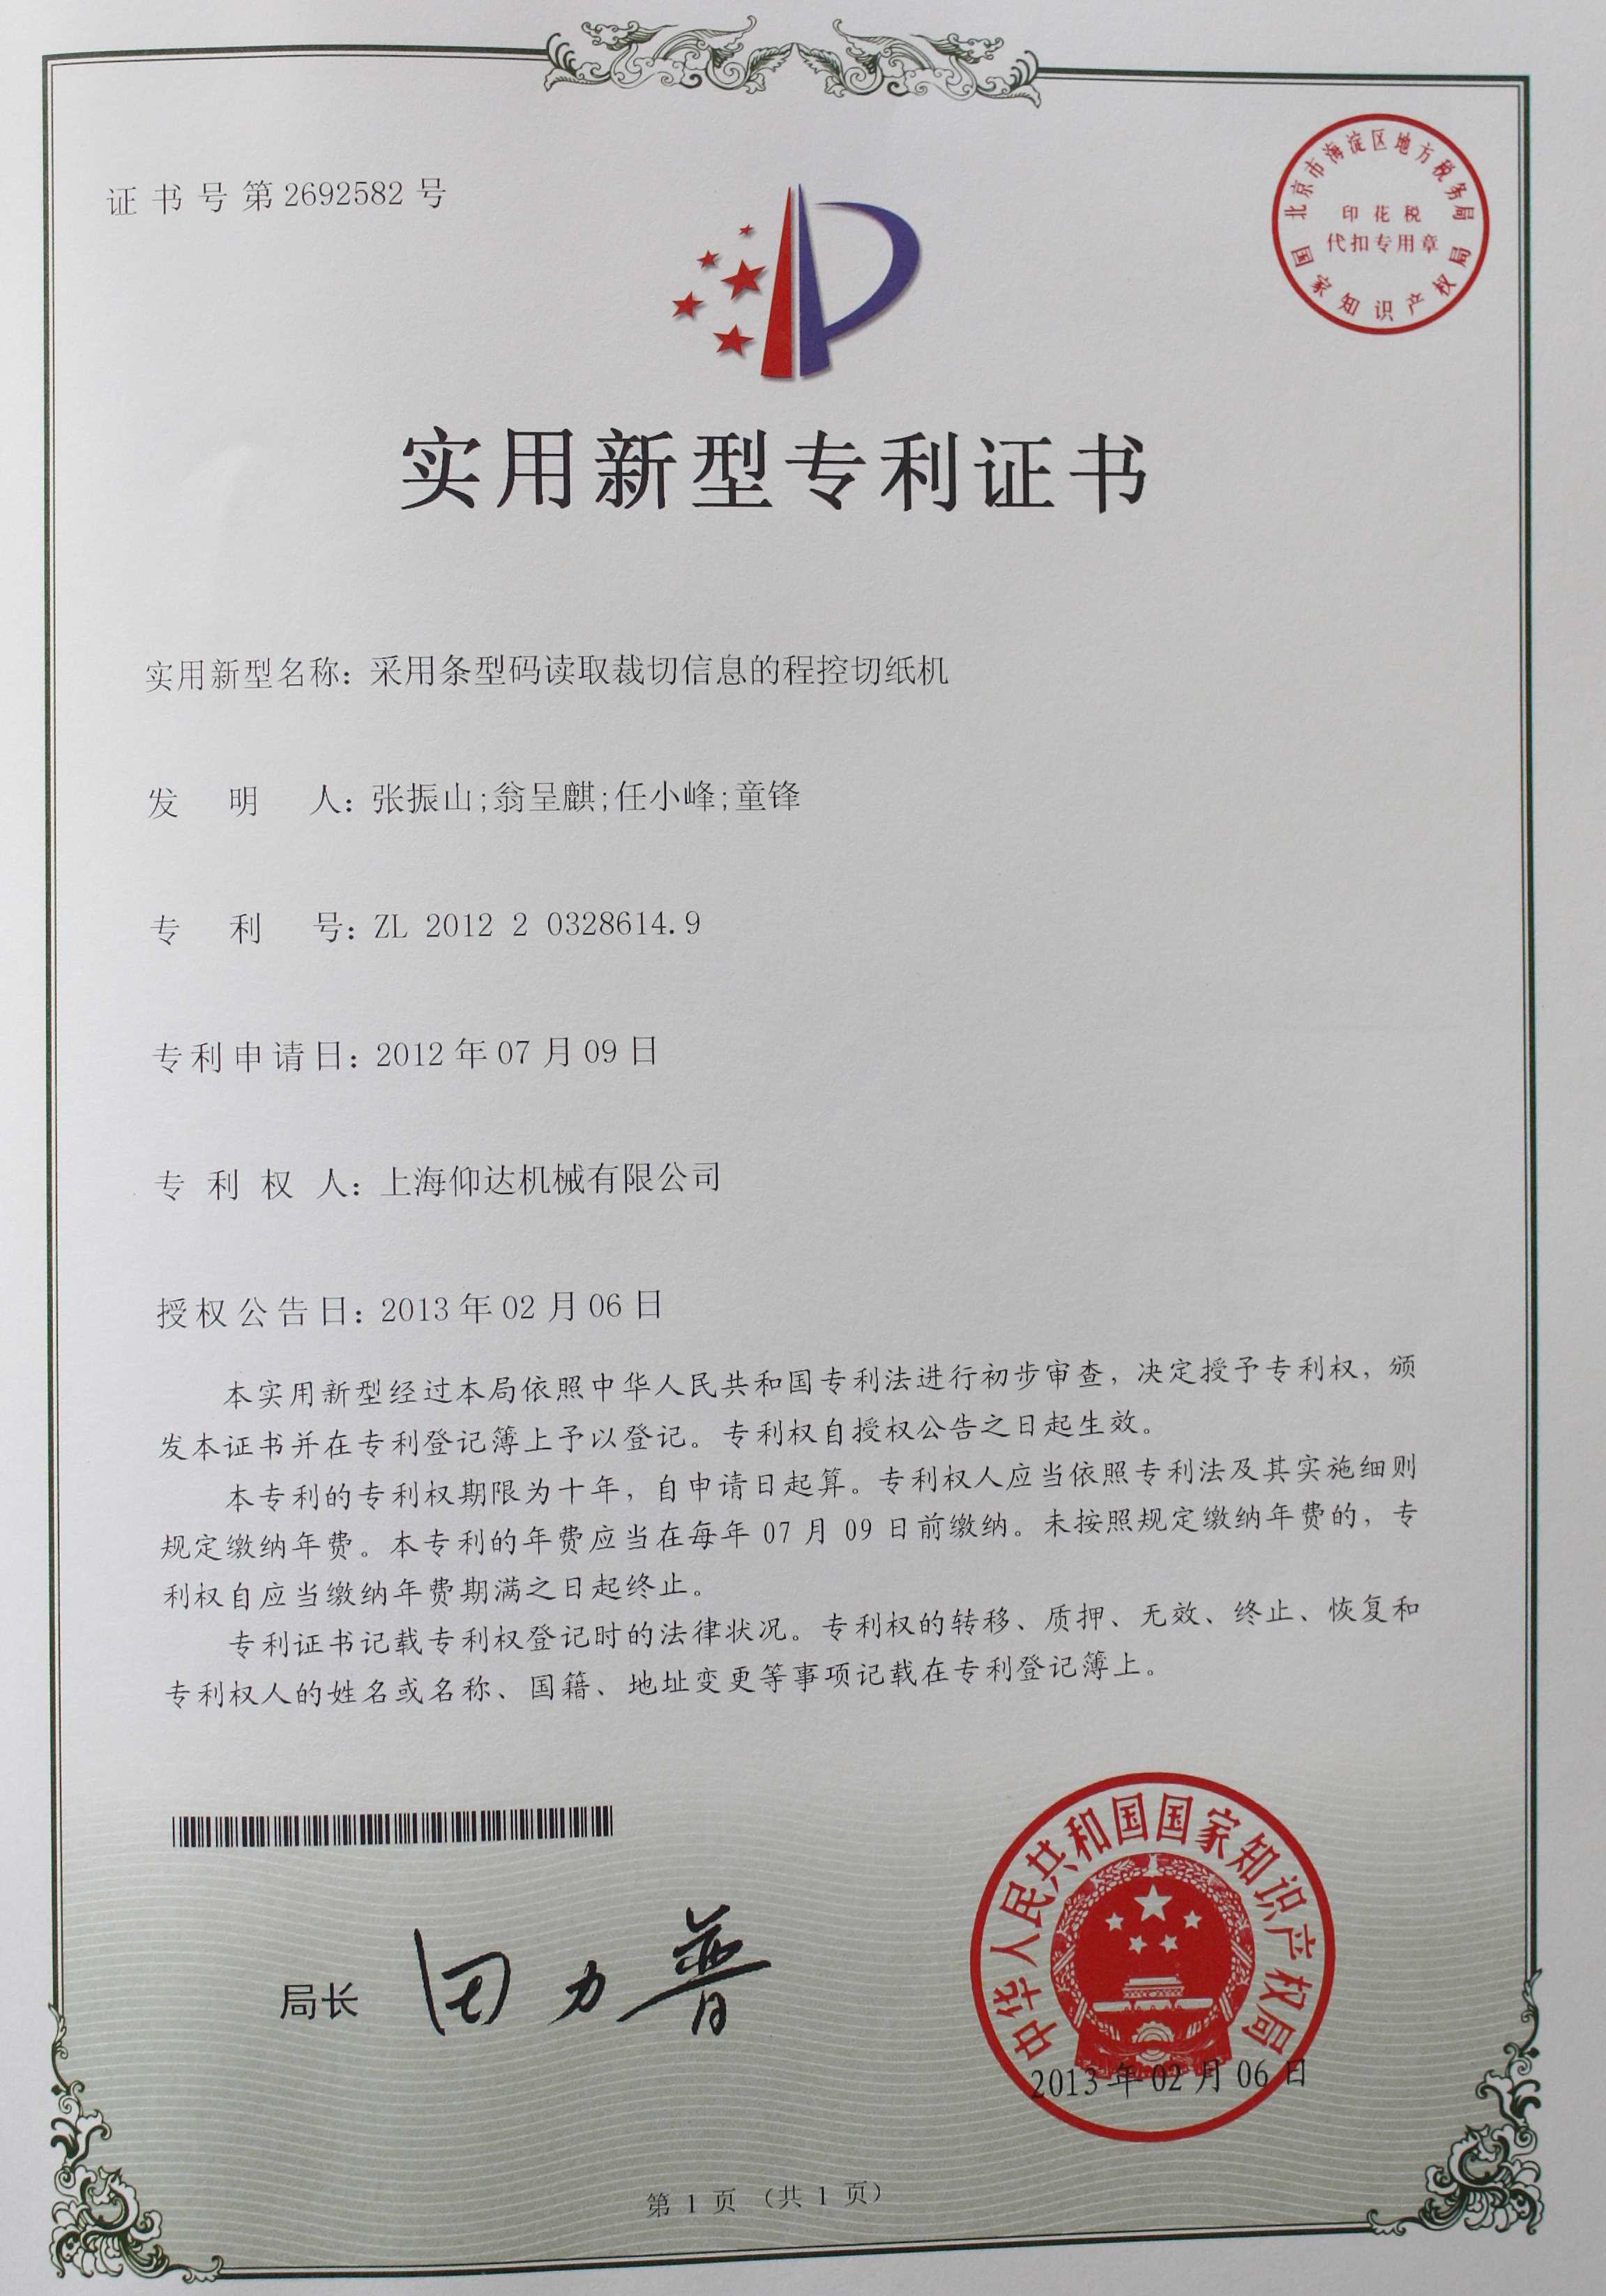 证书号第2692582号
北京市海淀区地方税务局
印花税
代扣专用章
国家知识产权局
实用新型专利证书
实用新型名称：采用条型码读取裁切信息的程控切纸机
发明人：张振山;翁呈麒;任小峰;童锋
专利号：ZL 2012 2 0328614.9
专利申请日：2012年07月09日
专利权人：上海仰达机械有限公司
授权公告日：2013年02月06日
本实用新型经过本局依照中华人民共和国专利法进行初步审查，决定授予专利权，颁
发本证书并在专利登记簿上予以登记。专利权自授权公告之日起生效。
本专利的专利权期限为十年，自申请日起算。专利权人应当依照专利法及其实施细则
规定缴纳年费。本专利的年费应当在每年07月09日前缴纳。未按照规定缴纳年费的，专
利权自应当缴纳年费期满之日起终止。
专利证书记载专利权登记时的法律状况。专利权的转移、质押、无效、终止、恢复和
专利权人的姓名或名称、国籍、地址变更等事项记载在专利登记簿上。
局长 田力普
中华人民共和国国家知识产权局
2013年02月06日
第1页（共1页）